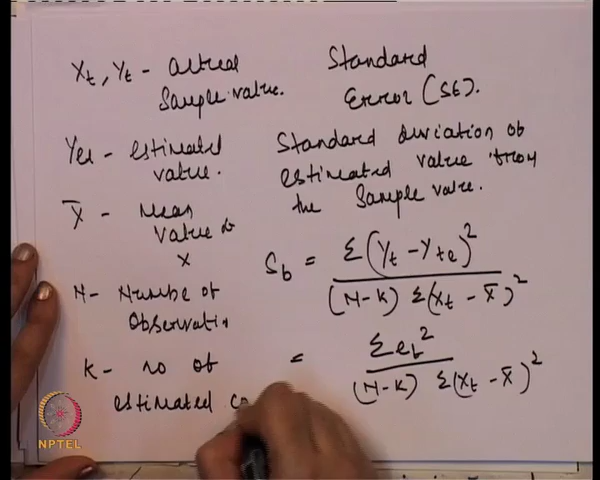 Xt, Yt - actual
Sample value.
Yes - estimated
value.
X̄ - Mean
value of
X
N - Number of
Observation
K - no of
estimated co
Standard
Error (SE).
Standard deviation of
estimated value from
the Sample value.
Sb = Σ(Yt - Yte)²
(N-K) Σ(Xt - X̄)²
= Σet²
(N-K) Σ(Xt - X̄)²
NPTEL